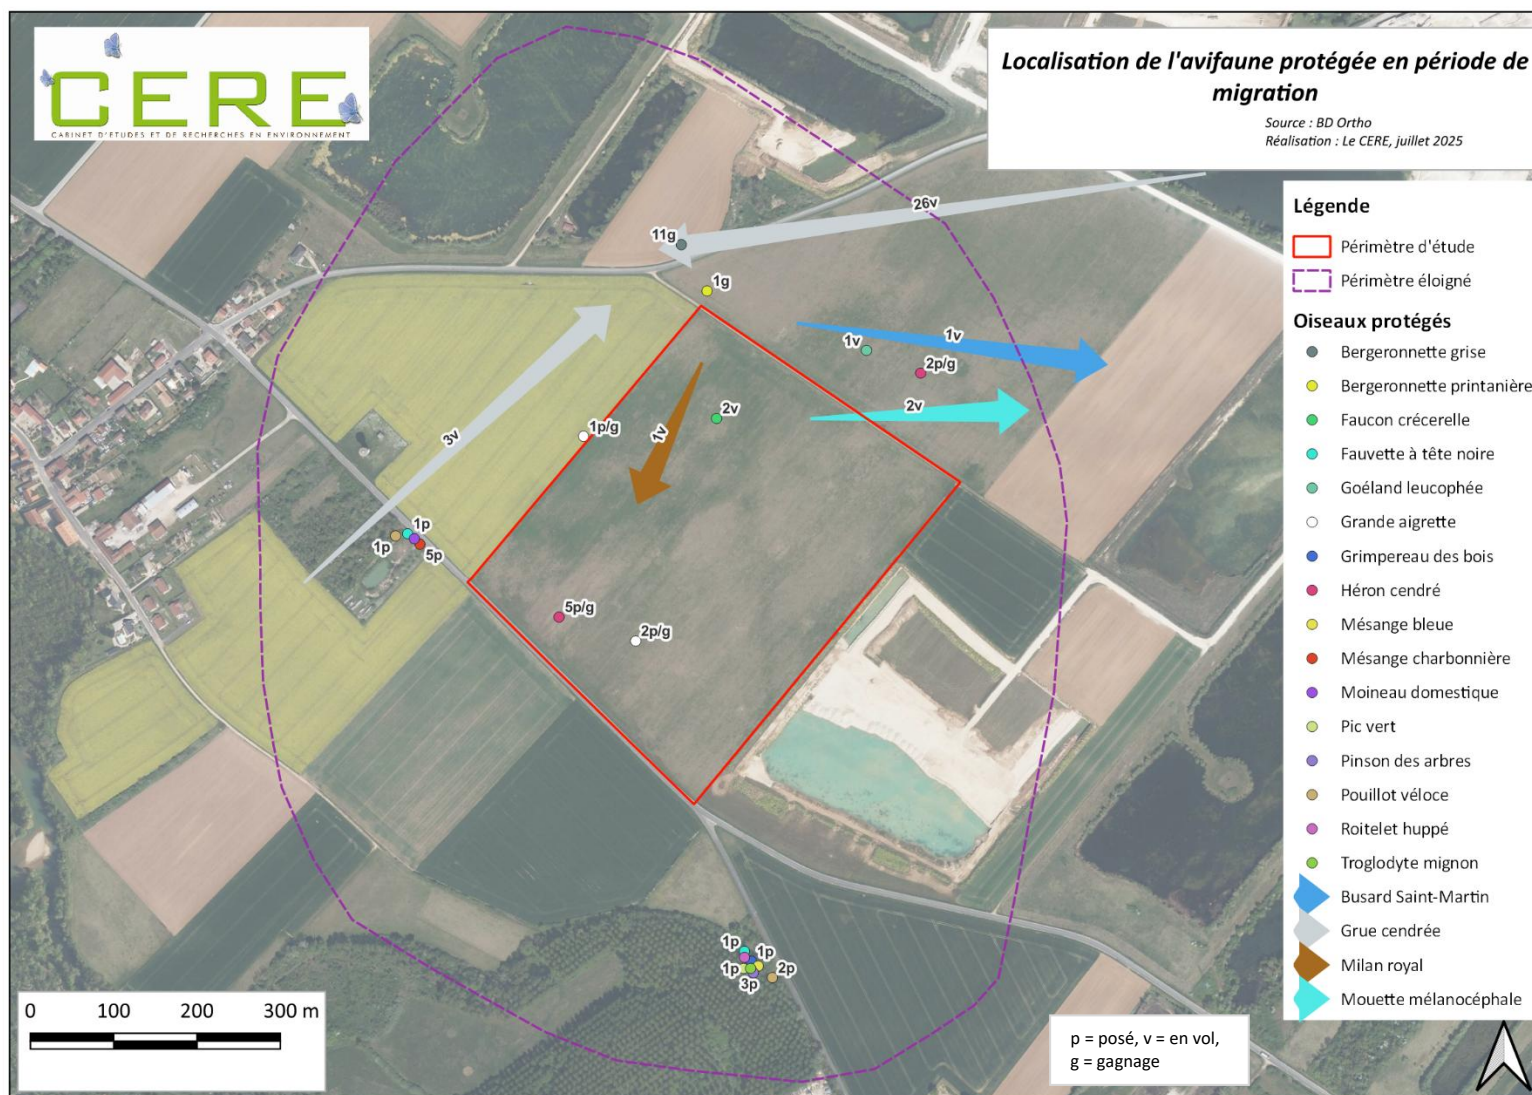 CERE
CABINET D'ETUDES ET DE RECHERCHES EN ENVIRONNEMENT
Localisation de l'avifaune protégée en période de
migration
Source : BD Ortho
Réalisation : Le CERE, juillet 2025
Légende
Périmètre d'étude
Périmètre éloigné
Oiseaux protégés
Bergeronnette grise
Bergeronnette printanière
Faucon crécerelle
Fauvette à tête noire
Goéland leucophée
Grande aigrette
Grimpereau des bois
Héron cendré
Mésange bleue
Mésange charbonnière
Moineau domestique
Pic vert
Pinson des arbres
Pouillot véloce
Roitelet huppé
Troglodyte mignon
Busard Saint-Martin
Grue cendrée
Milan royal
Mouette mélanocéphale
26v
11g
1g
1v
1v
2p/g
2v
2v
1v
1p/g
3v
1p
1p
5p
5p/g
2p/g
1p
1p
1p
2p
3p
0 100 200 300 m
p = posé, v = en vol,
g = gagnage